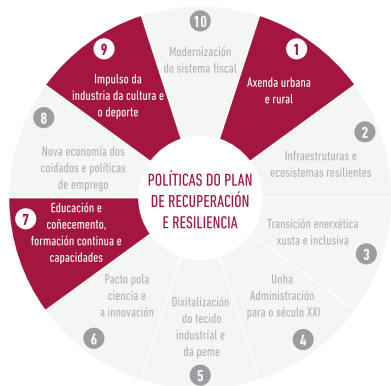 POLÍTICAS DO PLAN
DE RECUPERACIÓN
E RESILIENCIA
1
Axenda urbana
e rural
2
Infraestruturas e
ecosistemas resilientes
3
Transición enerxética
xusta e inclusiva
4
Unha
Administración
para o século XXI
5
Dixitalización
do tecido
industrial e
da peme
6
Pacto pola
ciencia e
a innovación
7
Educación e
coñecemento,
formación continua e
capacidades
8
Nova economía dos
coidados e políticas
de emprego
9
Impulso da
industria da cultura e
o deporte
10
Modernización
do sistema fiscal